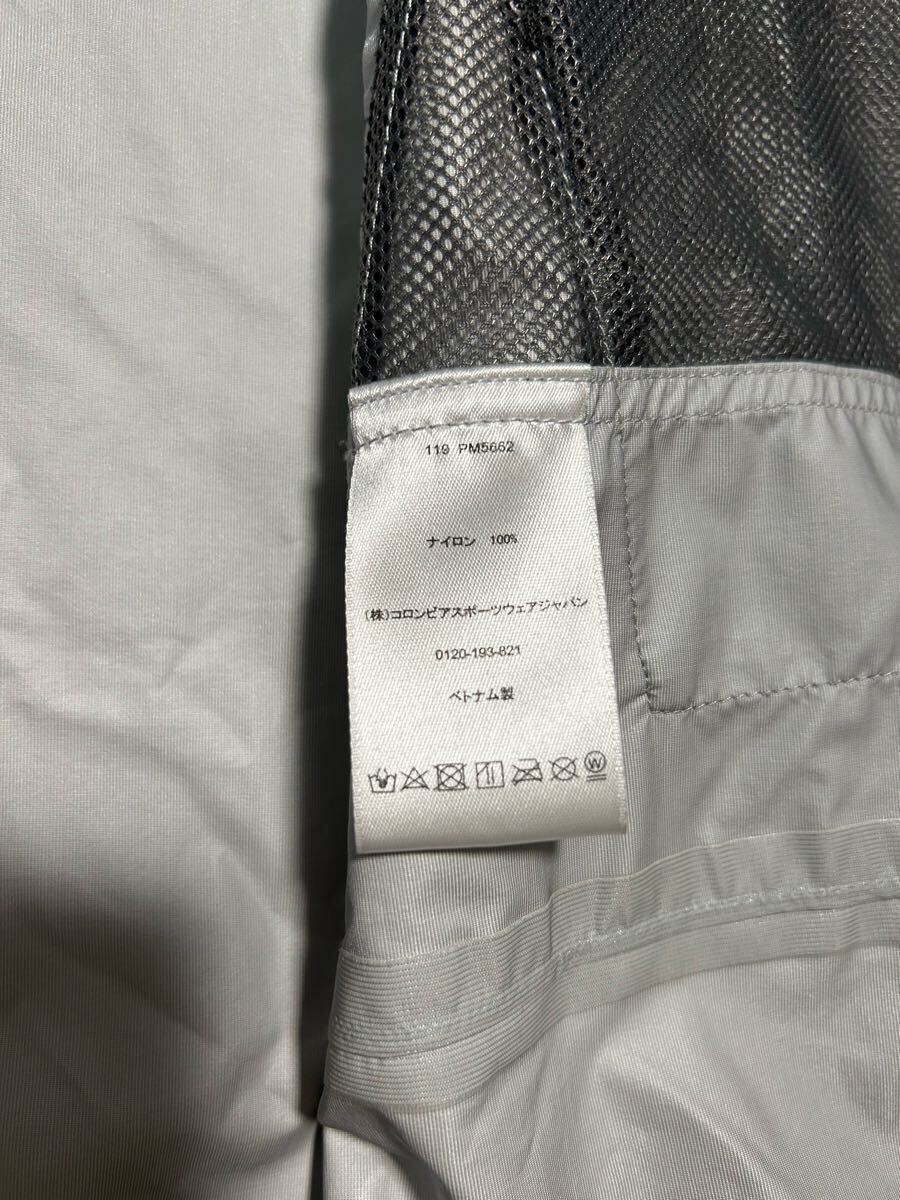 119 PM5662
ナイロン 100%
(株)コロンビアスポーツウェアジャパン
0120-193-821
ベトナム製
W